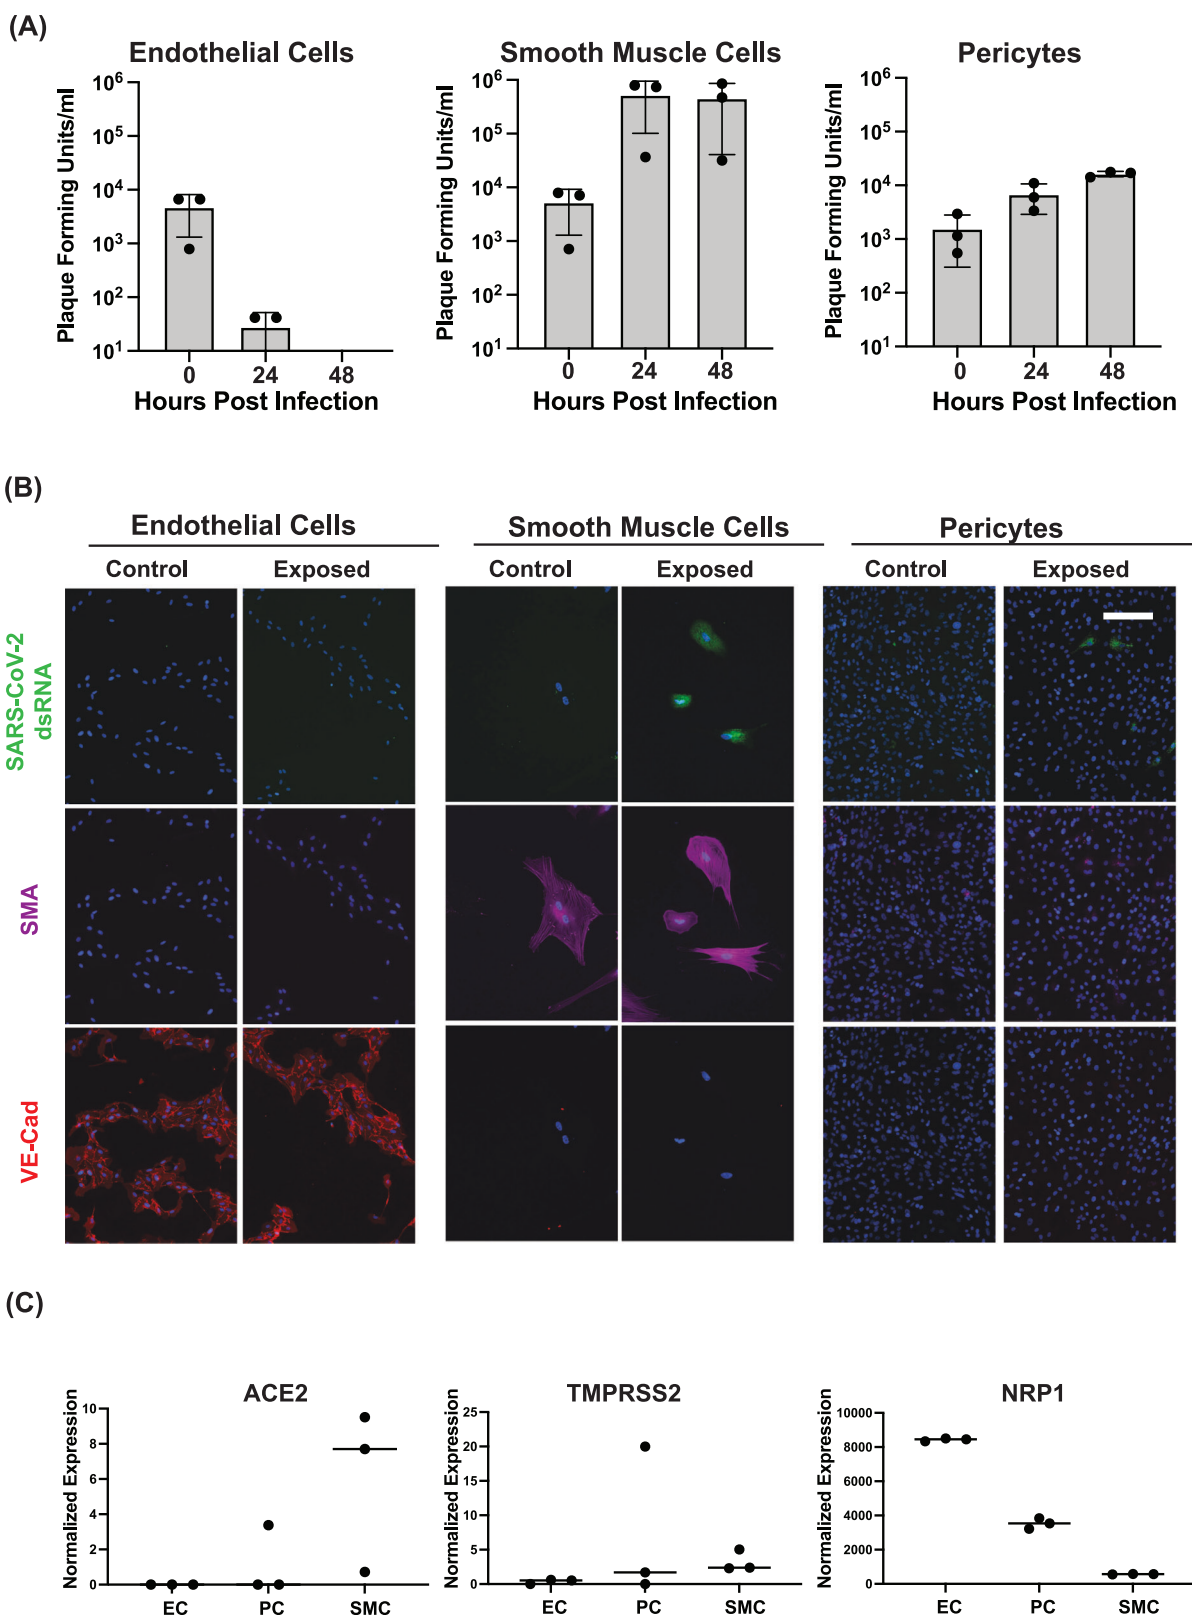 (A)
Endothelial Cells
Smooth Muscle Cells
Pericytes
Plaque Forming Units/ml
10^6
10^5
10^4
10^3
10^2
10^1
0 24 48
Hours Post Infection
Plaque Forming Units/ml
10^6
10^5
10^4
10^3
10^2
10^1
0 24 48
Hours Post Infection
Plaque Forming Units/ml
10^6
10^5
10^4
10^3
10^2
10^1
0 24 48
Hours Post Infection
(B)
Endothelial Cells
Smooth Muscle Cells
Pericytes
Control Exposed
Control Exposed
Control Exposed
SARS-CoV-2
dsRNA
SMA
VE-Cad
(C)
ACE2
Normalized Expression
10
8
6
4
2
0
EC PC SMC
TMPRSS2
Normalized Expression
25
20
15
10
5
0
EC PC SMC
NRP1
Normalized Expression
10000
8000
6000
4000
2000
0
EC PC SMC